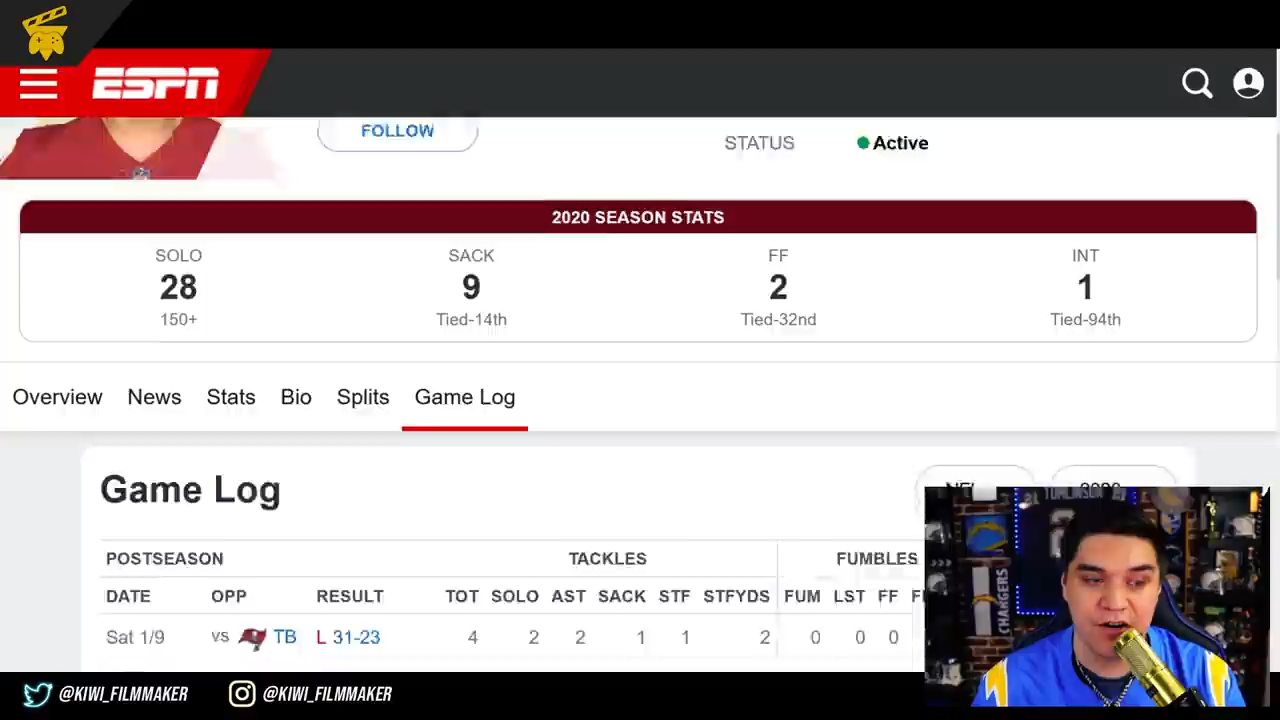 ESPN
FOLLOW
STATUS
Active
2020 SEASON STATS
SOLO SACK FF INT
28 9 2 1
150+ Tied-14th Tied-32nd Tied-94th
Overview News Stats Bio Splits Game Log
Game Log
TOMLINSON
CHARGERS
POSTSEASON TACKLES FUMBLES
DATE OPP RESULT TOT SOLO AST SACK STF STFYDS FUM LST FF
Sat 1/9 vs TB L 31-23 4 2 2 1 1 2 0 0 0
@KIWI_FILMMAKER @KIWI_FILMMAKER